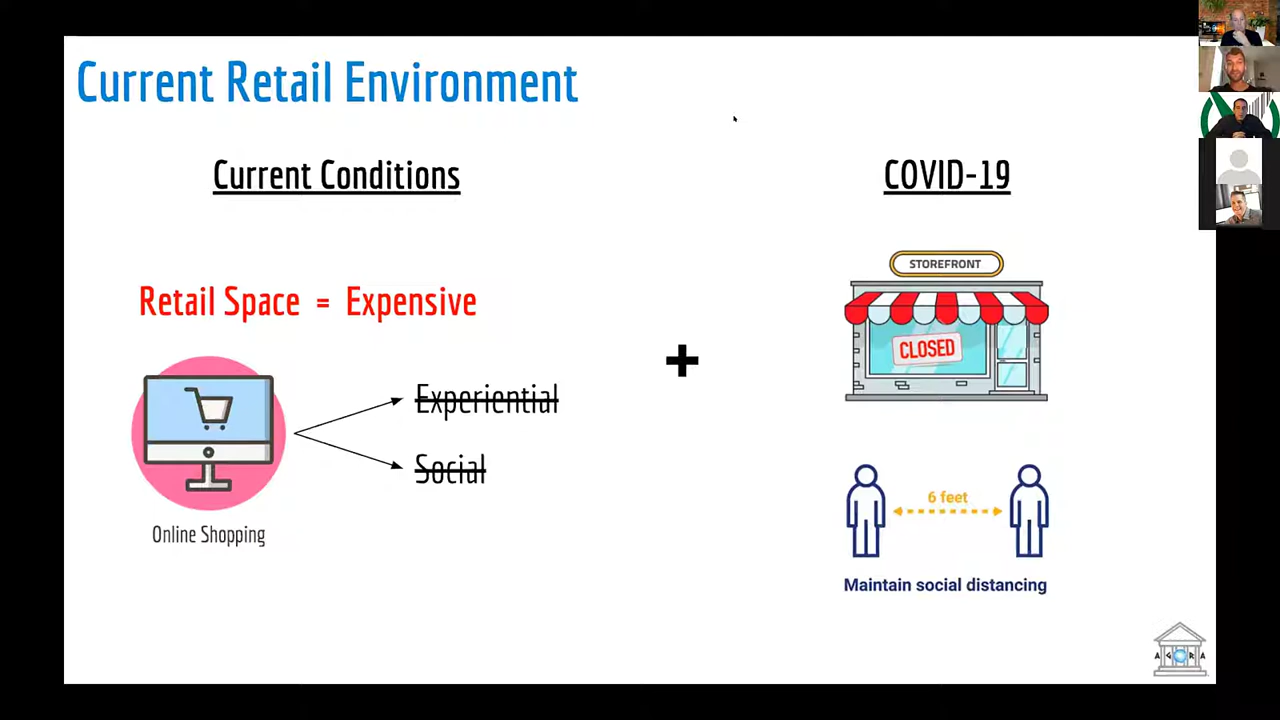 Current Retail Environment
Current Conditions
Retail Space = Expensive
Experiential
Social
Online Shopping
+
COVID-19
STOREFRONT
CLOSED
6 feet
Maintain social distancing
AGORA